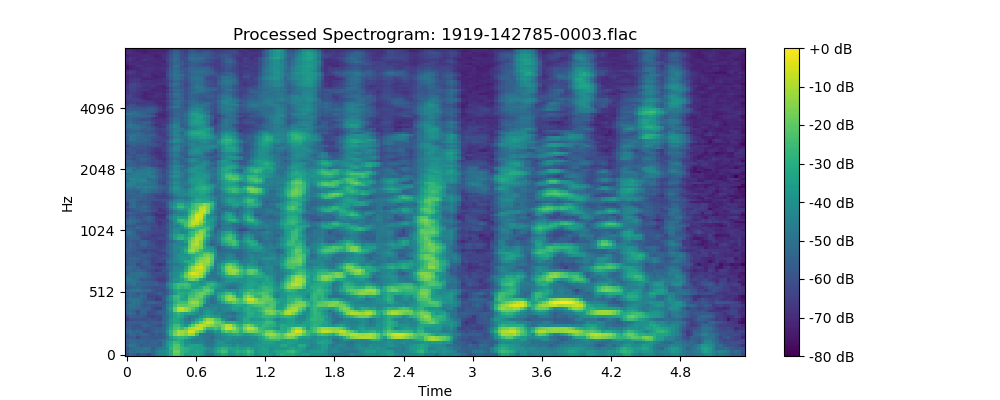 Processed Spectrogram: 1919-142785-0003.flac
Hz
4096
2048
1024
512
0
0 0.6 1.2 1.8 2.4 3 3.6 4.2 4.8
Time
+0 dB
-10 dB
-20 dB
-30 dB
-40 dB
-50 dB
-60 dB
-70 dB
-80 dB